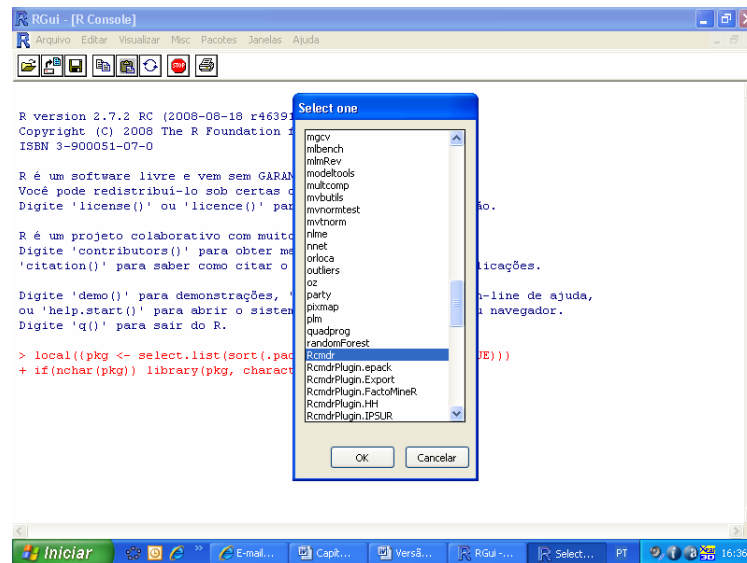 RGui - [R Console]
Arquivo Editar Visualizar Misc Pacotes Janelas Ajuda
STOP
R version 2.7.2 RC (2008-08-18 r4639
Copyright (C) 2008 The R Foundation
ISBN 3-900051-07-0
R é um software livre e vem sem GARAN
Você pode redistribuí-lo sob certas
Digite 'license()' ou 'licence()' par ão.
R é um projeto colaborativo com muito
Digite 'contributors()' para obter
'citation()' para saber como citar o licações.
Digite 'demo()' para demonstrações, n-line de ajuda,
ou 'help.start()' para abrir o sistem navegador.
Digite 'q()' para sair do R.
> local({pkg <- select.list(sort(.pac UE)))
+ if(nchar(pkg)) library(pkg, charact
Select one
mgcv
mlbench
mlmRev
modeltools
multcomp
mvbutils
mvnormtest
mvtnorm
nlme
nnet
orloca
outliers
oz
party
pixmap
plm
quadprog
randomForest
Rcmdr
RcmdrPlugin.epack
RcmdrPlugin.Export
RcmdrPlugin.FactoMineR
RcmdrPlugin.HH
RcmdrPlugin.IPSUR
OK Cancelar
Iniciar E-mail... Capít... Versã... RGui -... Select... PT 16:36